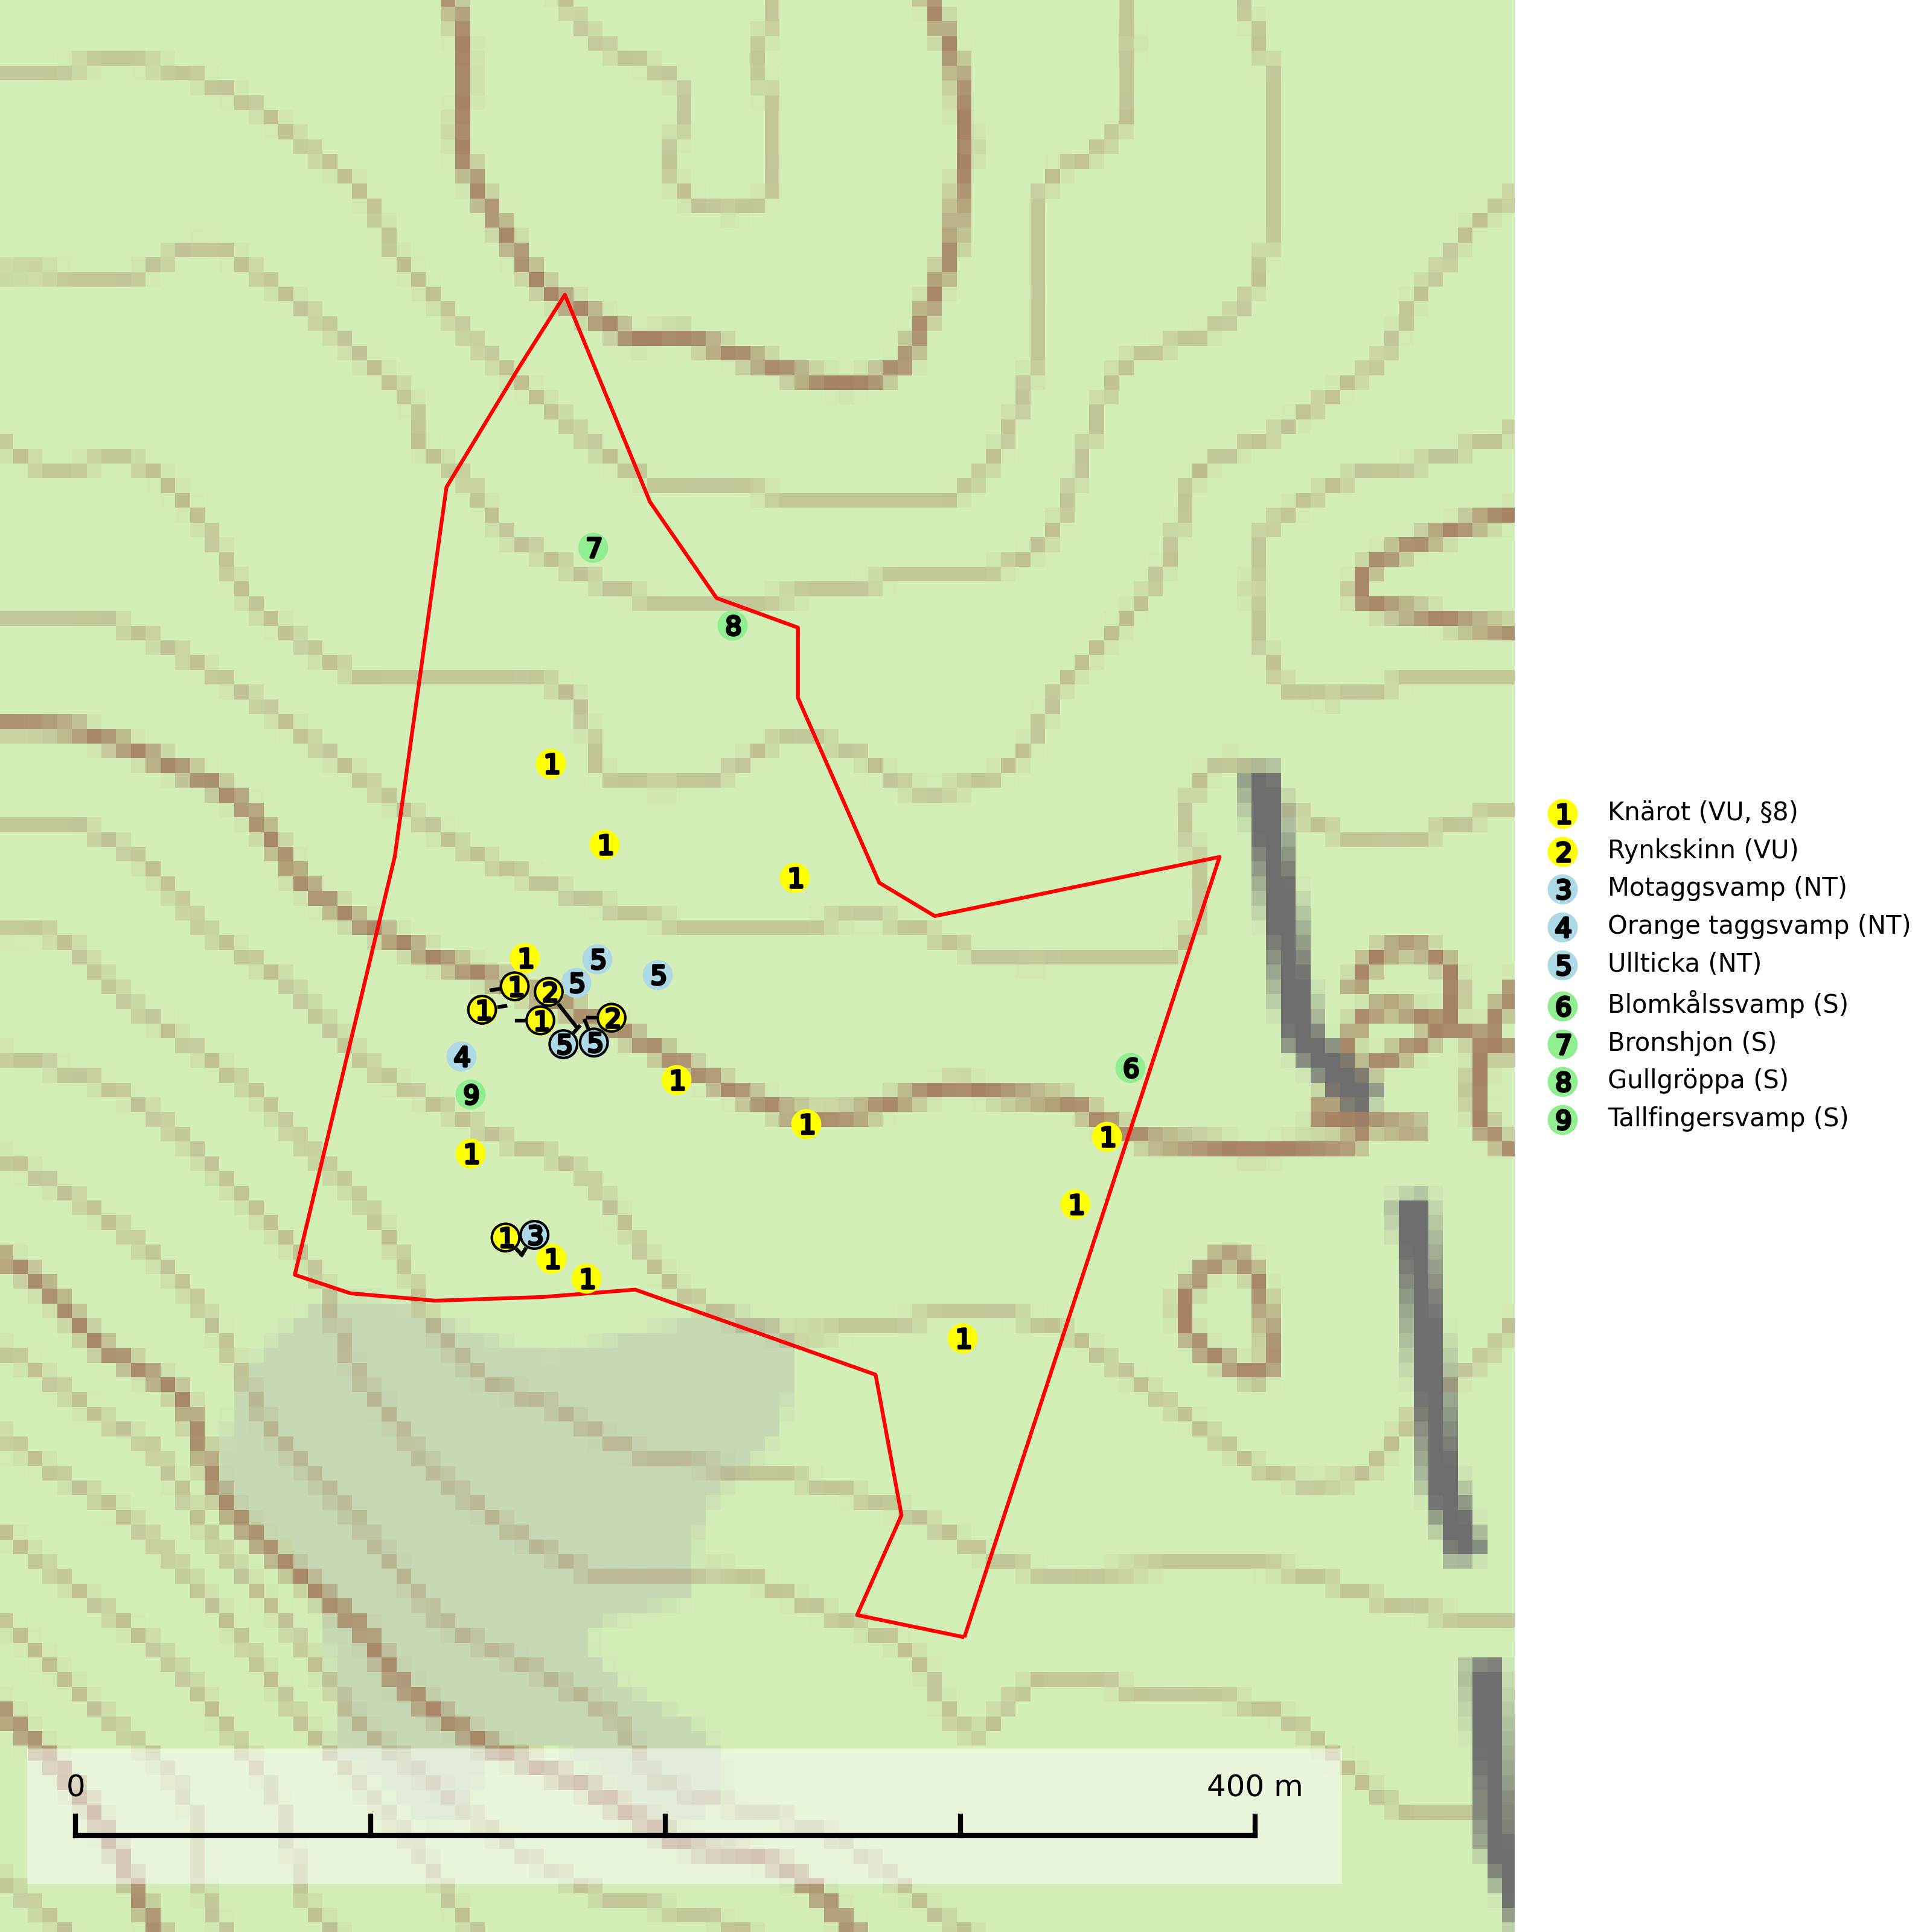 7
8
1
1
1
1
5
5
1
2
5
1
1
2
5
5
4
6
1
9
1
1
1
1
1
3
1
1
1
1 Knärot (VU, §8)
2 Rynkskinn (VU)
3 Motaggsvamp (NT)
4 Orange taggsvamp (NT)
5 Ullticka (NT)
6 Blomkålssvamp (S)
7 Bronshjon (S)
8 Gullgröppa (S)
9 Tallfingersvamp (S)
0 400 m